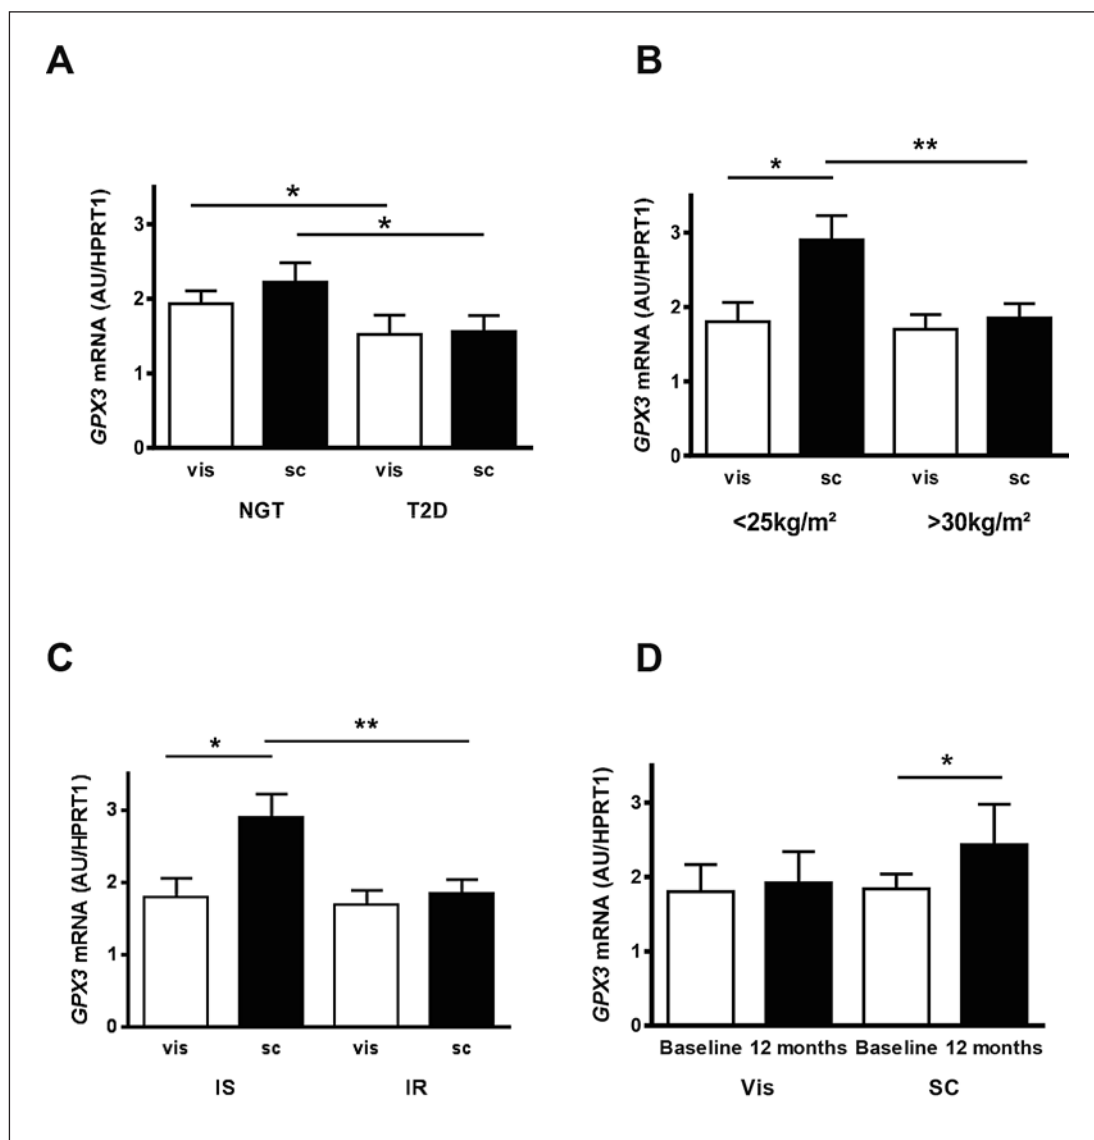 A
*
*
GPX3 mRNA (AU/HPRT1)
3
2
1
0
vis sc vis sc
NGT T2D
B
*
**
GPX3 mRNA (AU/HPRT1)
3
2
1
0
vis sc vis sc
<25kg/m² >30kg/m²
C
*
**
GPX3 mRNA (AU/HPRT1)
3
2
1
0
vis sc vis sc
IS IR
D
*
GPX3 mRNA (AU/HPRT1)
3
2
1
0
Baseline 12 months Baseline 12 months
Vis SC